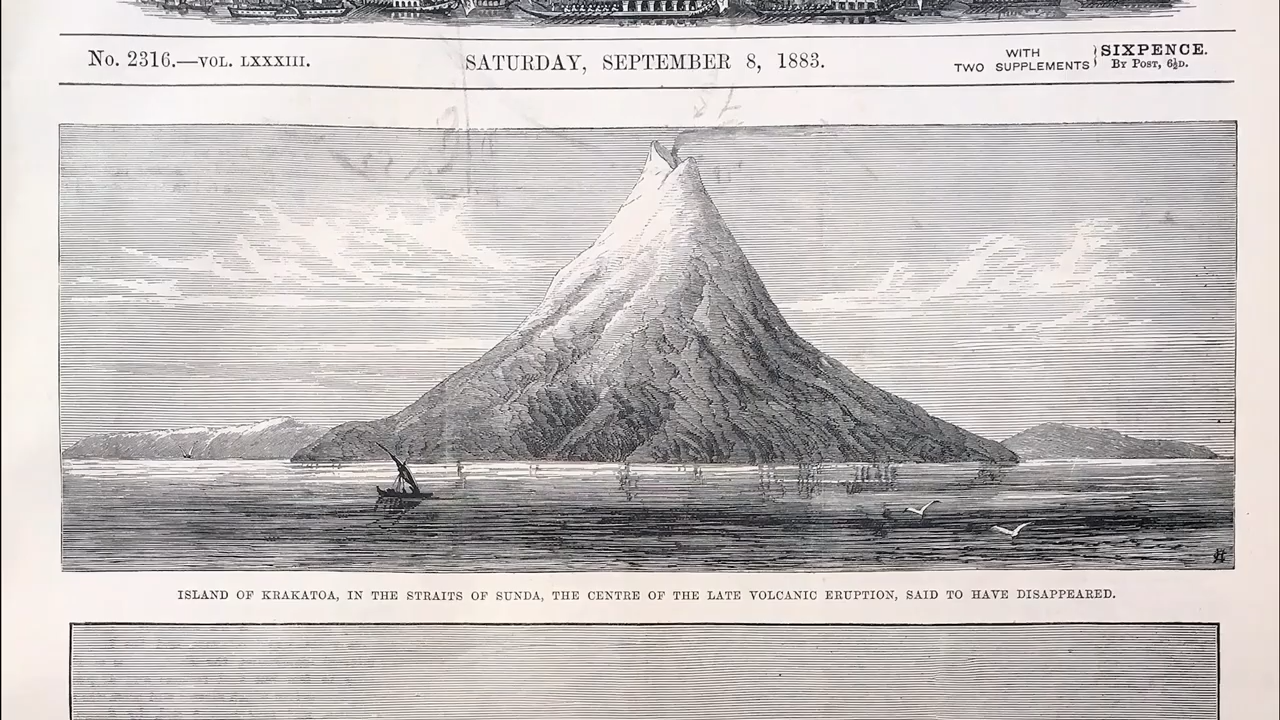 No. 2316.—VOL. LXXXIII.
SATURDAY, SEPTEMBER 8, 1883.
WITH
TWO SUPPLEMENTS
SIXPENCE.
BY POST, 6½D.
ISLAND OF KRAKATOA, IN THE STRAITS OF SUNDA, THE CENTRE OF THE LATE VOLCANIC ERUPTION, SAID TO HAVE DISAPPEARED.